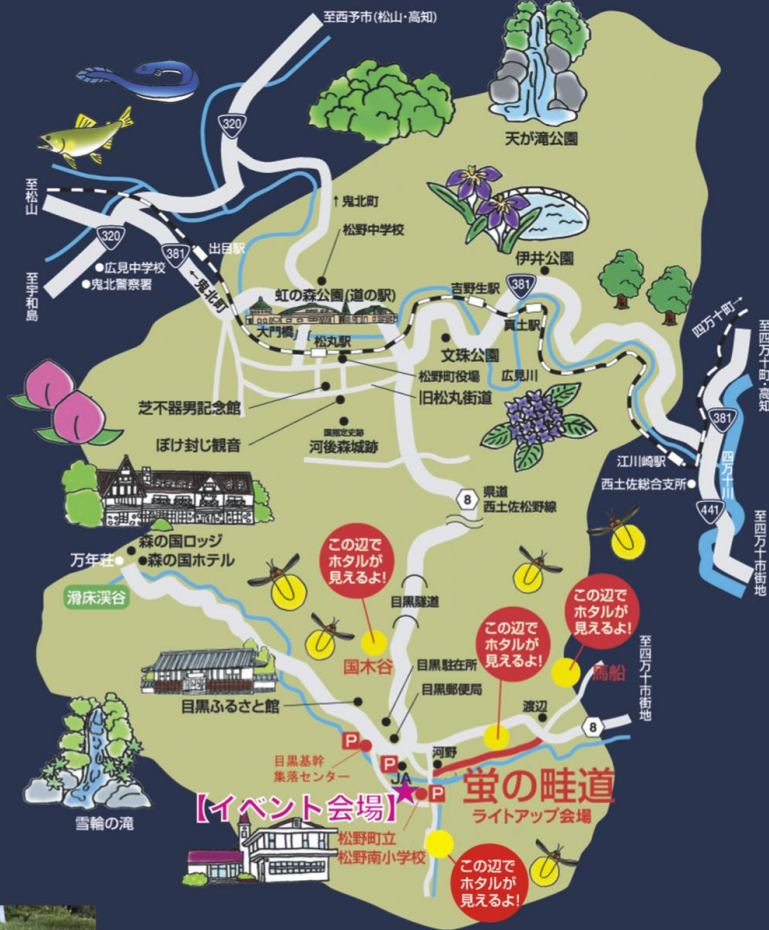 至西予市(松山・高知)
320
天が滝公園
至松山
↑鬼北町
松野中学校
320
381
出目駅
広見中学校
鬼北警察署
←鬼北町
至宇和島
伊井公園
吉野生駅
381
真土駅
虹の森公園(道の駅)
大門橋
松丸駅
文珠公園
広見川
四万十町→
至四万十町・高知
松野町役場
旧松丸街道
芝不器男記念館
ぼけ封じ観音
国指定史跡
河後森城跡
381
四万十川
江川崎駅
西土佐総合支所
441
至四万十市街地
8
県道
西土佐松野線
森の国ロッジ
万年荘
森の国ホテル
滑床渓谷
この辺で
ホタルが
見えるよ!
目黒隧道
この辺で
ホタルが
見えるよ!
この辺で
ホタルが
見えるよ!
国木谷
目黒駐在所
目黒郵便局
馬船
至四万十市街地
目黒ふるさと館
渡辺
8
P
目黒基幹
集落センター
P
JA
河野
P
蛍の畦道
ライトアップ会場
【イベント会場】
松野町立
松野南小学校
雪輪の滝
この辺で
ホタルが
見えるよ!